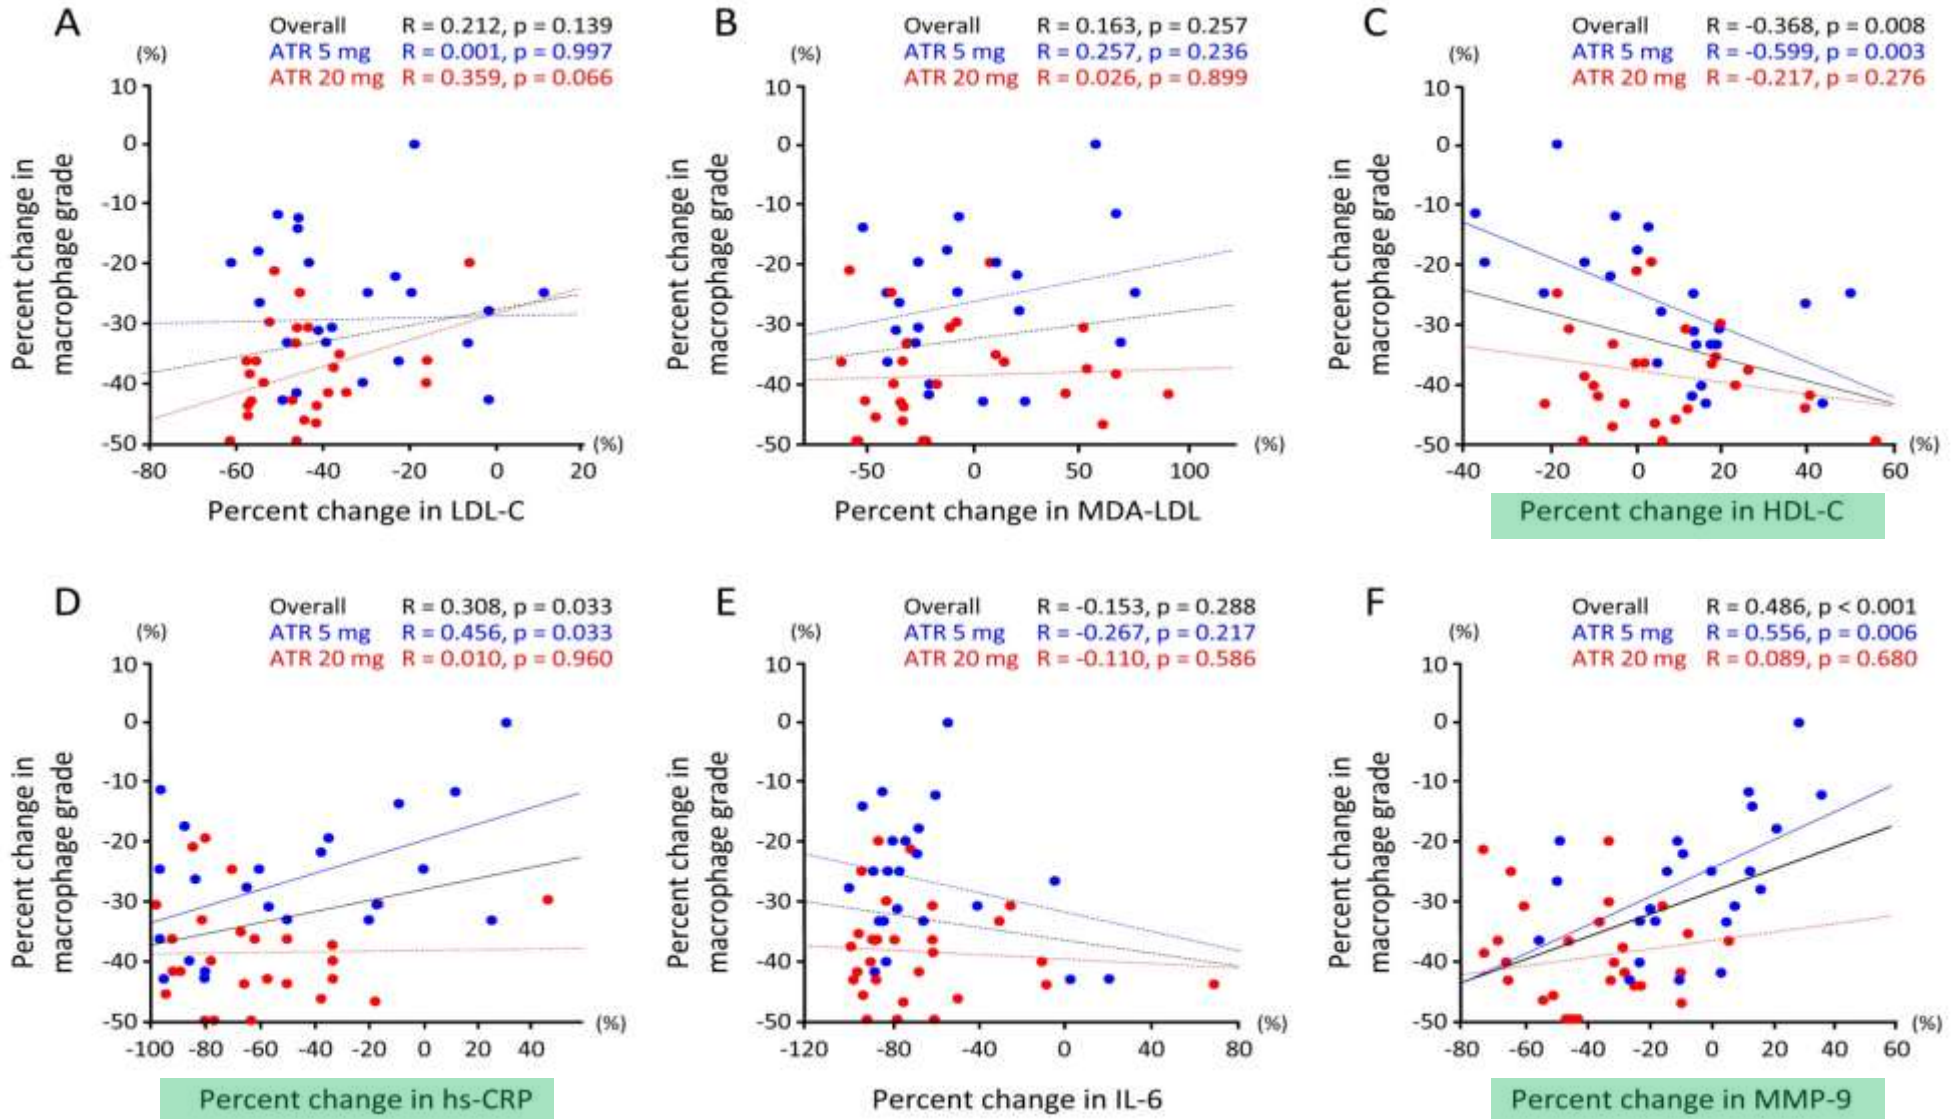 A
Overall R = 0.212, p = 0.139
ATR 5 mg R = 0.001, p = 0.997
ATR 20 mg R = 0.359, p = 0.066
(%)
10
0
-10
-20
-30
-40
-50
Percent change in
macrophage grade
-80 -60 -40 -20 0 20
(%)
Percent change in LDL-C
B
Overall R = 0.163, p = 0.257
ATR 5 mg R = 0.257, p = 0.236
ATR 20 mg R = 0.026, p = 0.899
(%)
10
0
-10
-20
-30
-40
-50
Percent change in
macrophage grade
-50 0 50 100
(%)
Percent change in MDA-LDL
C
Overall R = -0.368, p = 0.008
ATR 5 mg R = -0.599, p = 0.003
ATR 20 mg R = -0.217, p = 0.276
(%)
10
0
-10
-20
-30
-40
-50
Percent change in
macrophage grade
-40 -20 0 20 40 60
(%)
Percent change in HDL-C
D
Overall R = 0.308, p = 0.033
ATR 5 mg R = 0.456, p = 0.033
ATR 20 mg R = 0.010, p = 0.960
(%)
10
0
-10
-20
-30
-40
-50
Percent change in
macrophage grade
-100 -80 -60 -40 -20 0 20 40
(%)
Percent change in hs-CRP
E
Overall R = -0.153, p = 0.288
ATR 5 mg R = -0.267, p = 0.217
ATR 20 mg R = -0.110, p = 0.586
(%)
10
0
-10
-20
-30
-40
-50
Percent change in
macrophage grade
-120 -80 -40 0 40 80
(%)
Percent change in IL-6
F
Overall R = 0.486, p < 0.001
ATR 5 mg R = 0.556, p = 0.006
ATR 20 mg R = 0.089, p = 0.680
(%)
10
0
-10
-20
-30
-40
-50
Percent change in
macrophage grade
-80 -60 -40 -20 0 20 40 60
(%)
Percent change in MMP-9